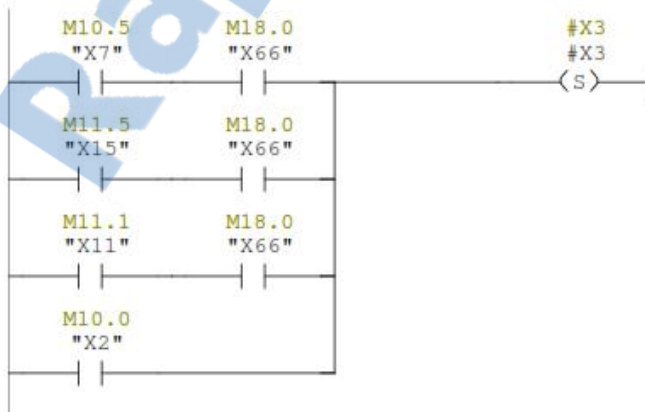 M10.5 M18.0 #X3
"X7" "X66" #X3
(S)
M11.5 M18.0
"X15" "X66"
M11.1 M18.0
"X11" "X66"
M10.0
"X2"